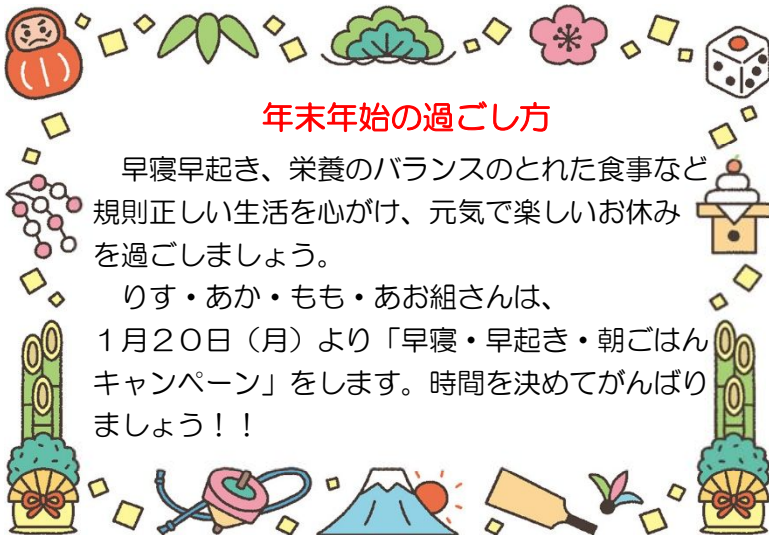 年末年始の過ごし方
早寝早起き、栄養のバランスのとれた食事など
規則正しい生活を心がけ、元気で楽しいお休み
を過ごしましょう。
りす・あか・もも・あお組さんは、
１月２０日（月）より「早寝・早起き・朝ごはん
キャンペーン」をします。時間を決めてがんばり
ましょう！！